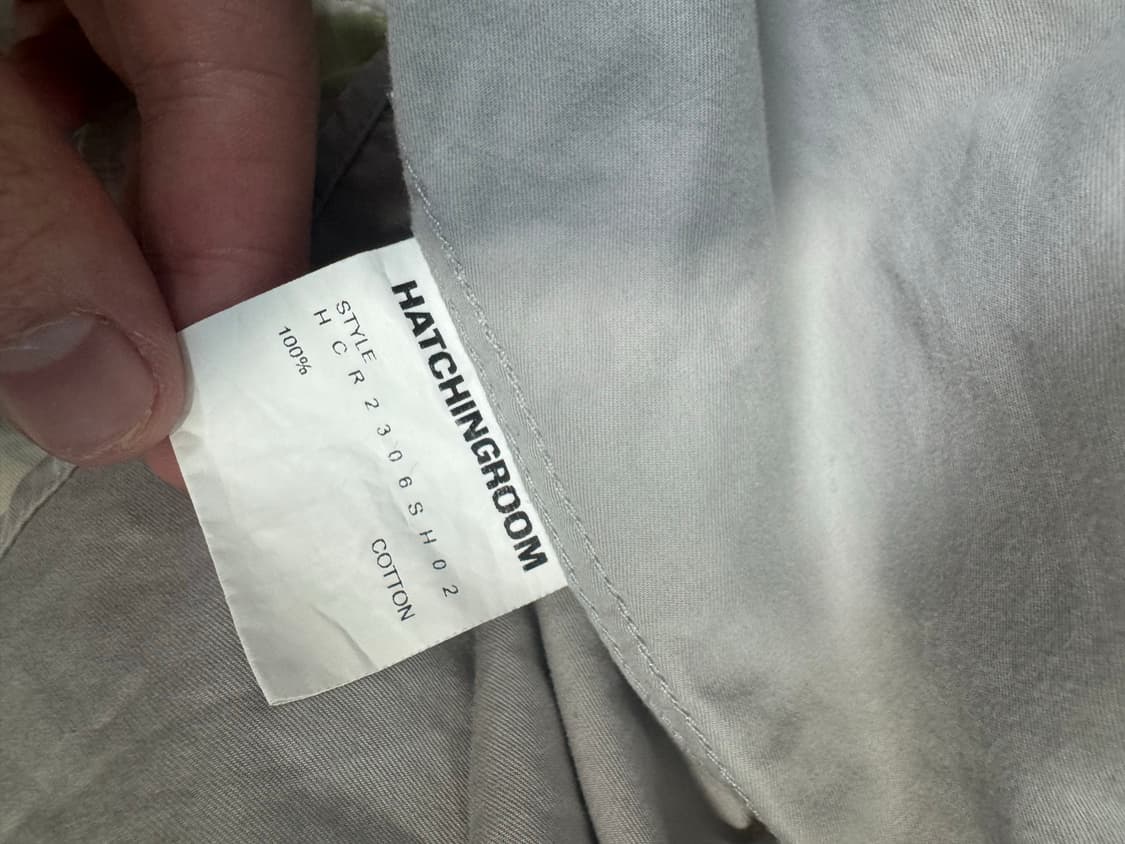 HATCHINGROOM
STYLE
H C R 2 3 0 6 S H 0 2
100% COTTON